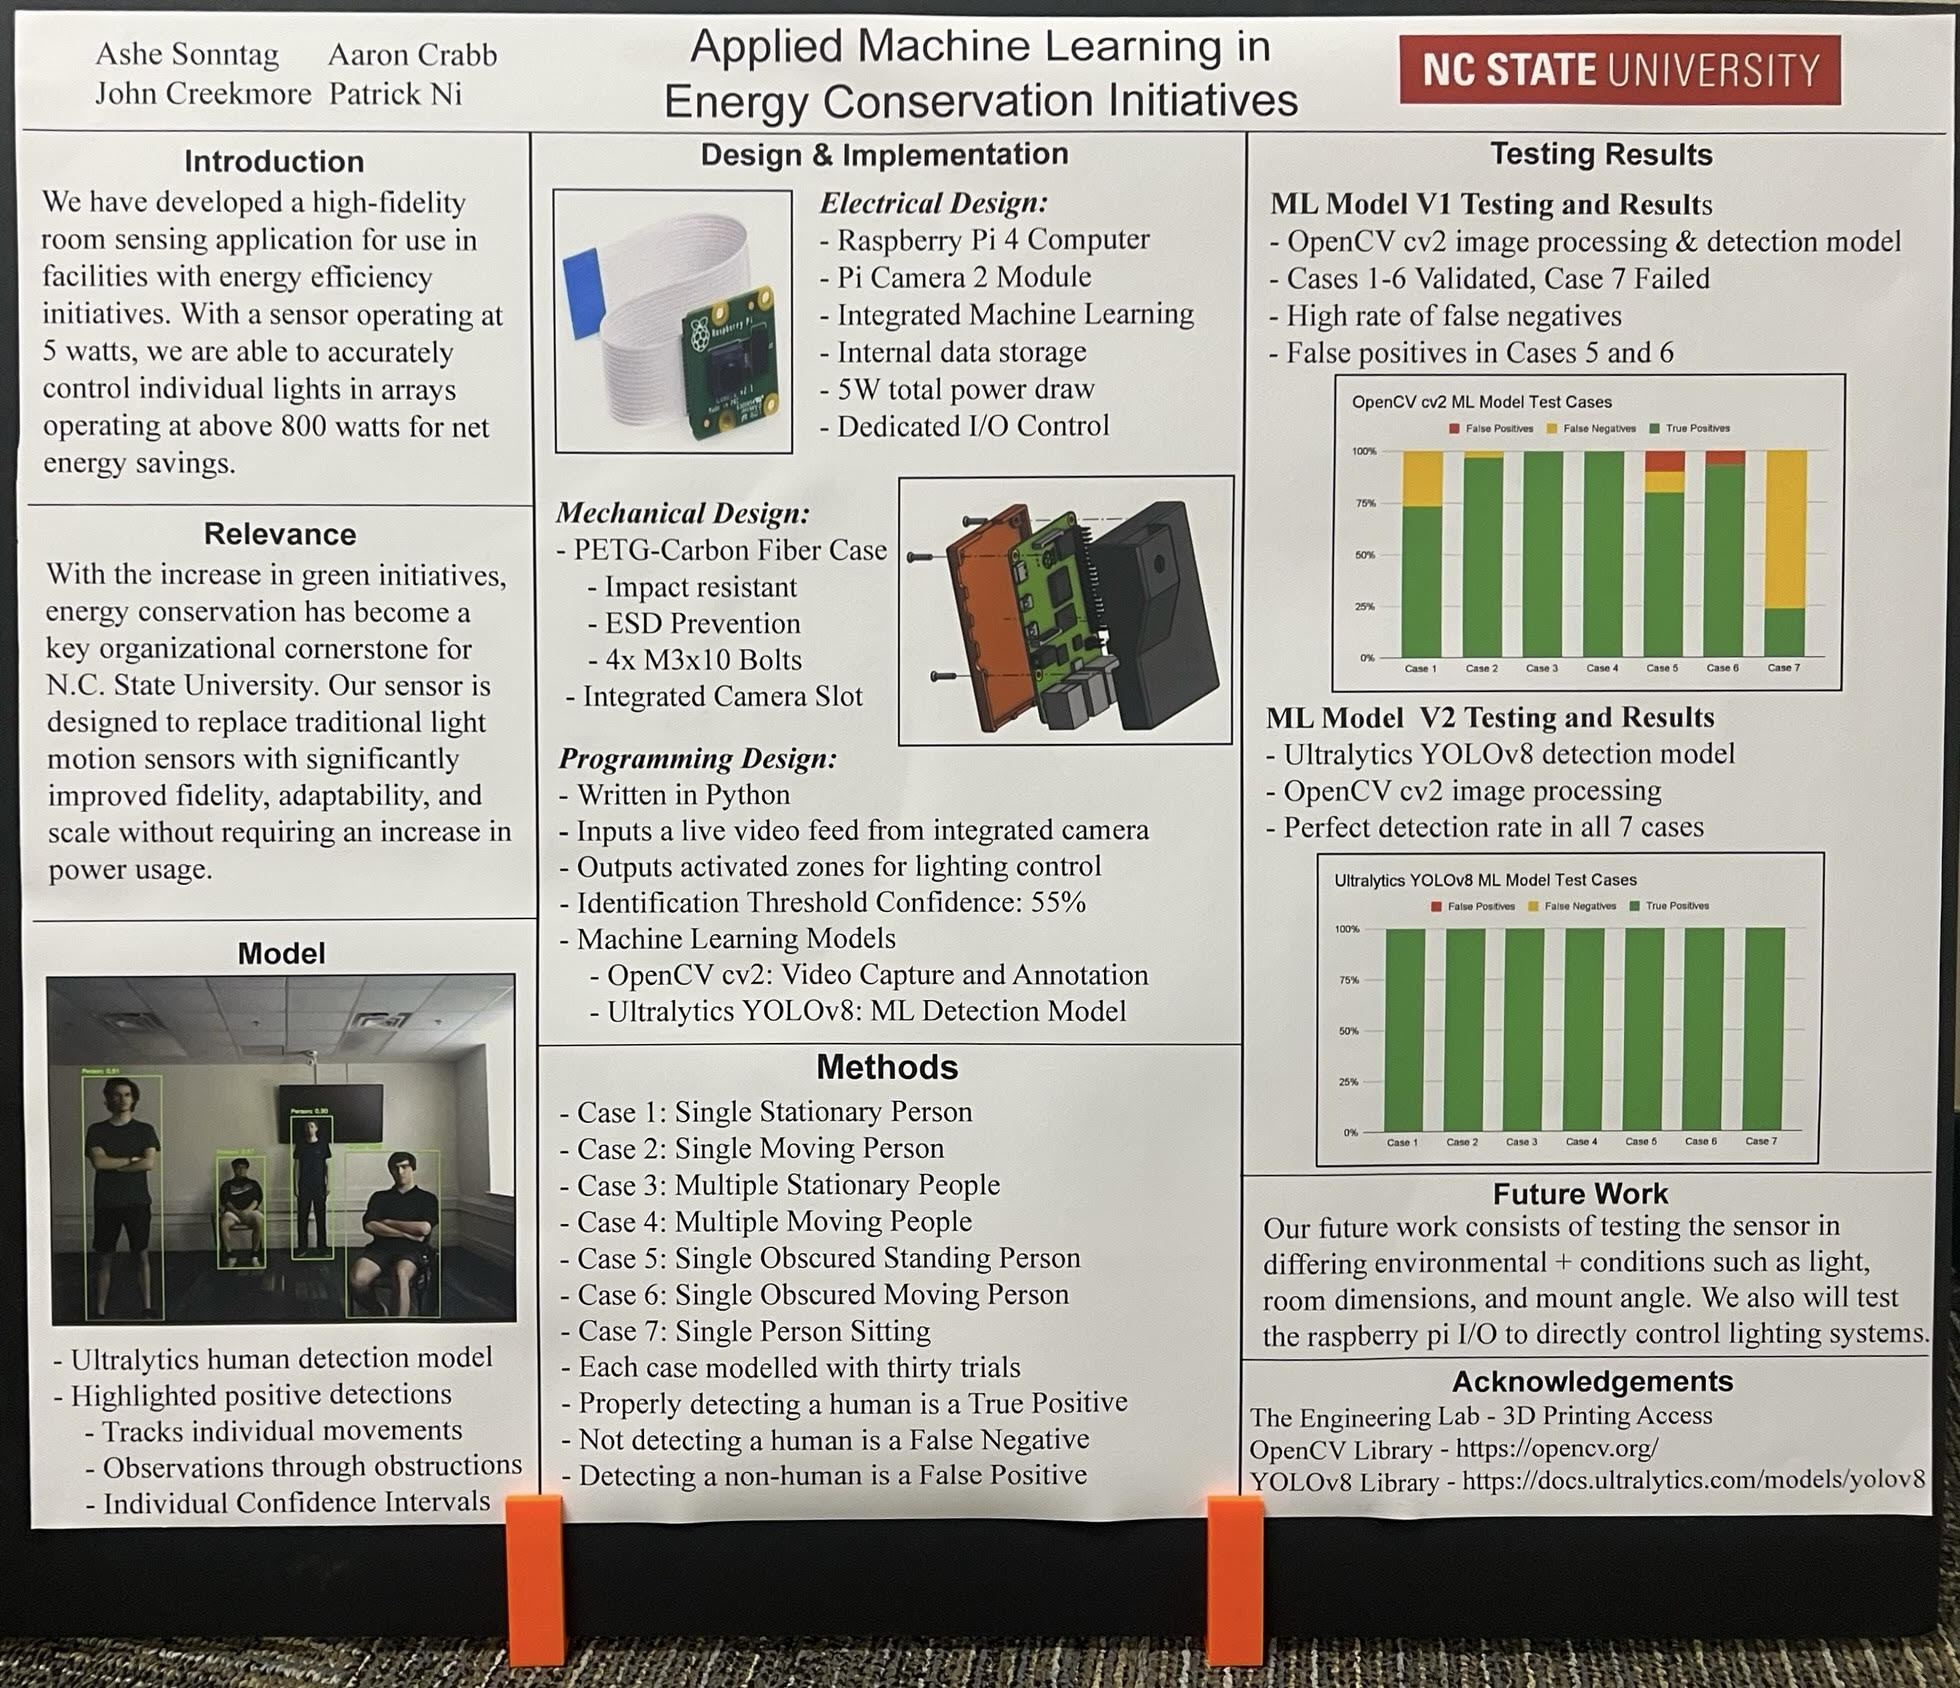 Ashe Sonntag Aaron Crabb
John Creekmore Patrick Ni
Applied Machine Learning in
Energy Conservation Initiatives
NC STATE UNIVERSITY
Introduction
We have developed a high-fidelity
room sensing application for use in
facilities with energy efficiency
initiatives. With a sensor operating at
5 watts, we are able to accurately
control individual lights in arrays
operating at above 800 watts for net
energy savings.
Relevance
With the increase in green initiatives,
energy conservation has become a
key organizational cornerstone for
N.C. State University. Our sensor is
designed to replace traditional light
motion sensors with significantly
improved fidelity, adaptability, and
scale without requiring an increase in
power usage.
Model
Person: 0.91
Person: 0.90
- Ultralytics human detection model
- Highlighted positive detections
- Tracks individual movements
- Observations through obstructions
- Individual Confidence Intervals
Design & Implementation
Raspberry Pi
Electrical Design:
- Raspberry Pi 4 Computer
- Pi Camera 2 Module
- Integrated Machine Learning
- Internal data storage
- 5W total power draw
- Dedicated I/O Control
Mechanical Design:
- PETG-Carbon Fiber Case
- Impact resistant
- ESD Prevention
- 4x M3x10 Bolts
- Integrated Camera Slot
Programming Design:
- Written in Python
- Inputs a live video feed from integrated camera
- Outputs activated zones for lighting control
- Identification Threshold Confidence: 55%
- Machine Learning Models
- OpenCV cv2: Video Capture and Annotation
- Ultralytics YOLOv8: ML Detection Model
Methods
- Case 1: Single Stationary Person
- Case 2: Single Moving Person
- Case 3: Multiple Stationary People
- Case 4: Multiple Moving People
- Case 5: Single Obscured Standing Person
- Case 6: Single Obscured Moving Person
- Case 7: Single Person Sitting
- Each case modelled with thirty trials
- Properly detecting a human is a True Positive
- Not detecting a human is a False Negative
- Detecting a non-human is a False Positive
Testing Results
ML Model V1 Testing and Results
- OpenCV cv2 image processing & detection model
- Cases 1-6 Validated, Case 7 Failed
- High rate of false negatives
- False positives in Cases 5 and 6
OpenCV cv2 ML Model Test Cases
False Positives False Negatives True Positives
100%
75%
50%
25%
0%
Case 1 Case 2 Case 3 Case 4 Case 5 Case 6 Case 7
ML Model V2 Testing and Results
- Ultralytics YOLOv8 detection model
- OpenCV cv2 image processing
- Perfect detection rate in all 7 cases
Ultralytics YOLOv8 ML Model Test Cases
False Positives False Negatives True Positives
100%
75%
50%
25%
0%
Case 1 Case 2 Case 3 Case 4 Case 5 Case 6 Case 7
Future Work
Our future work consists of testing the sensor in
differing environmental + conditions such as light,
room dimensions, and mount angle. We also will test
the raspberry pi I/O to directly control lighting systems.
Acknowledgements
The Engineering Lab - 3D Printing Access
OpenCV Library - https://opencv.org/
YOLOv8 Library - https://docs.ultralytics.com/models/yolov8